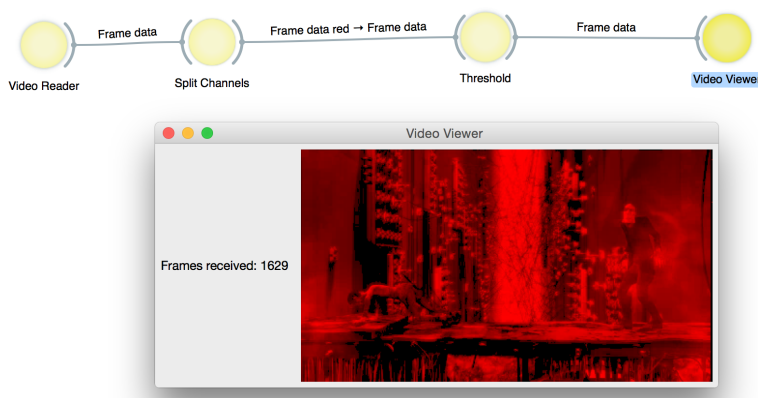 Frame data
Frame data red → Frame data
Frame data
Video Reader
Split Channels
Threshold
Video Viewer
Video Viewer
Frames received: 1629